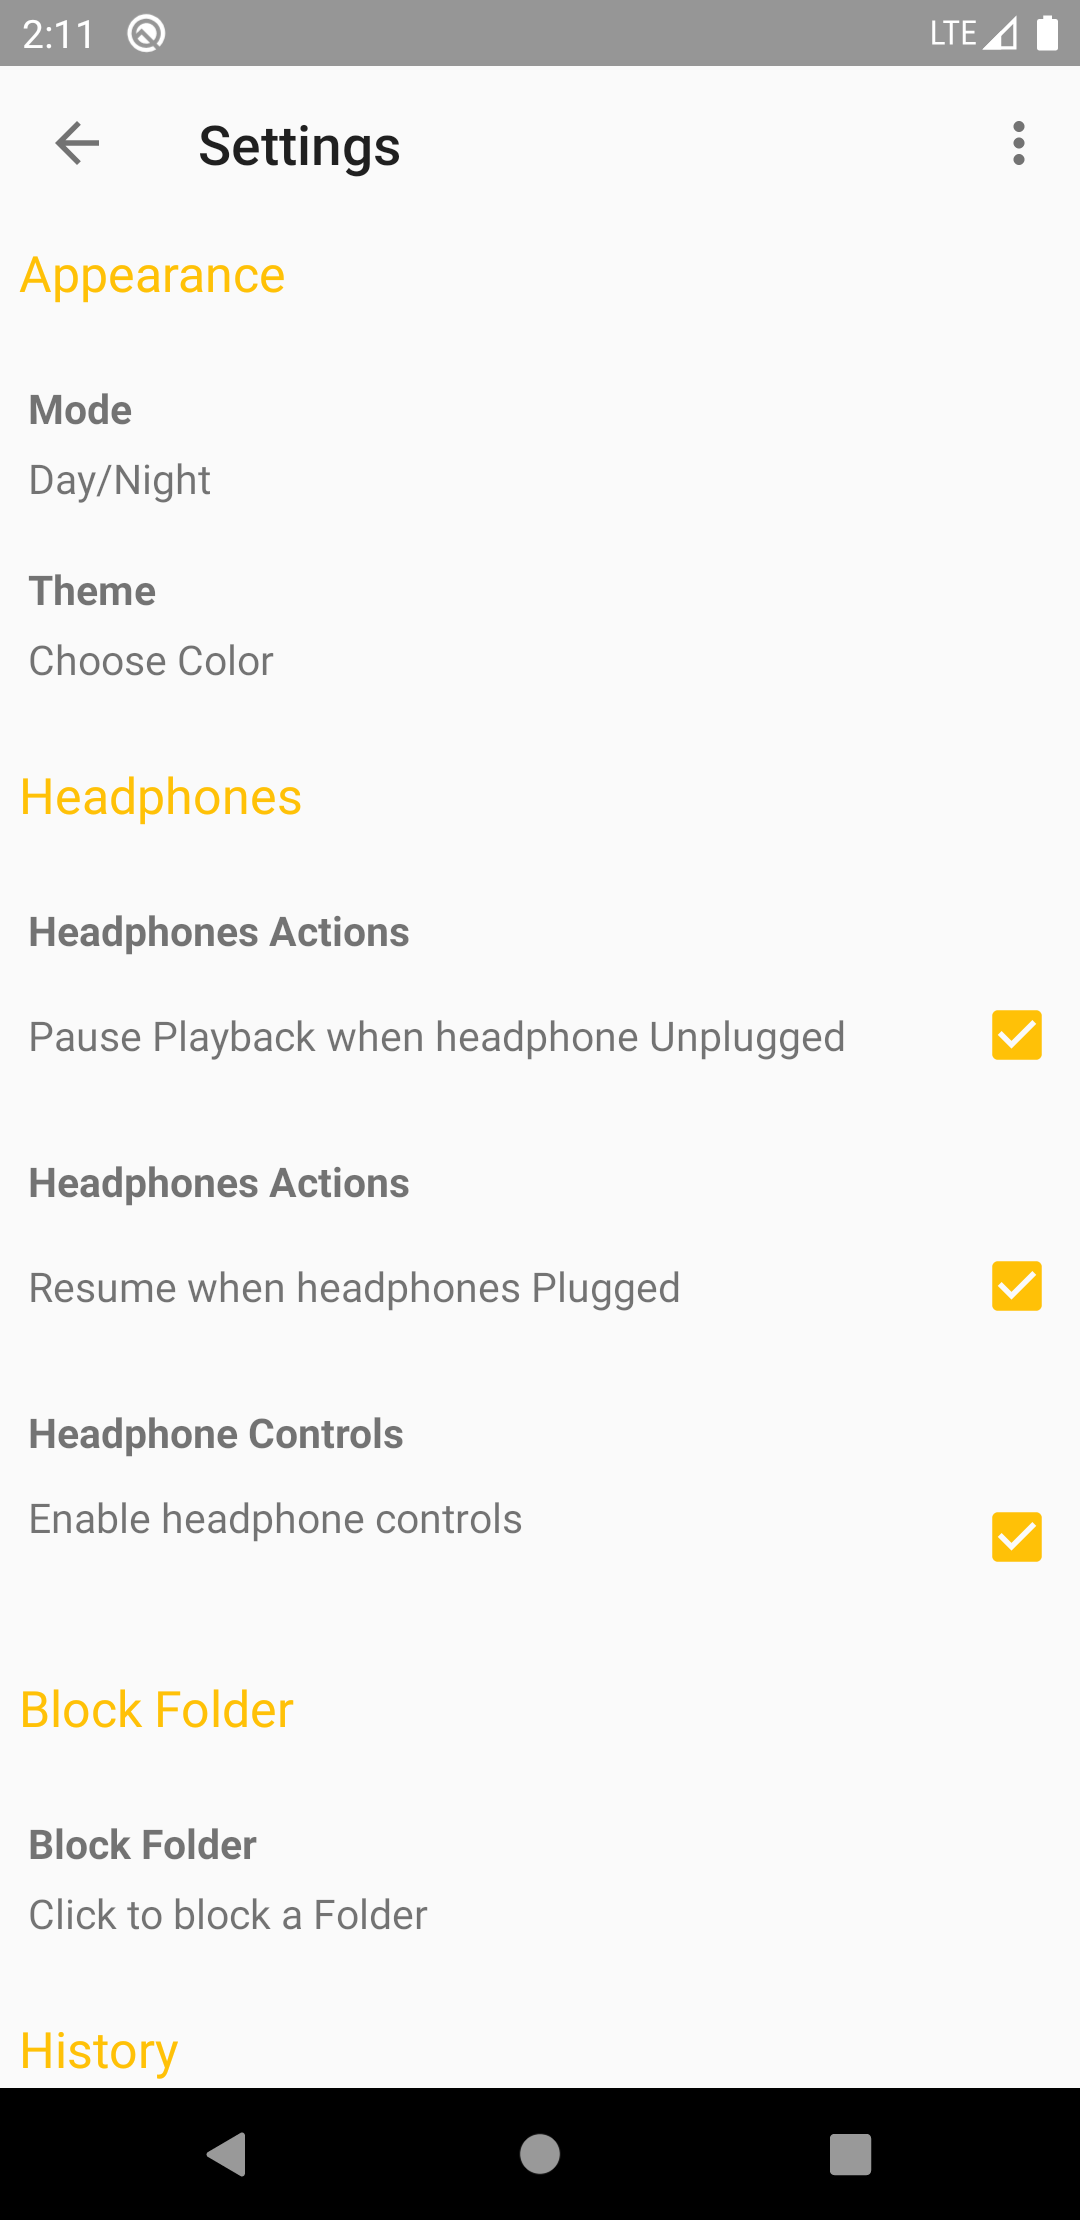 2:11 LTE
Settings
Appearance
Mode
Day/Night
Theme
Choose Color
Headphones
Headphones Actions
Pause Playback when headphone Unplugged
Headphones Actions
Resume when headphones Plugged
Headphone Controls
Enable headphone controls
Block Folder
Block Folder
Click to block a Folder
History